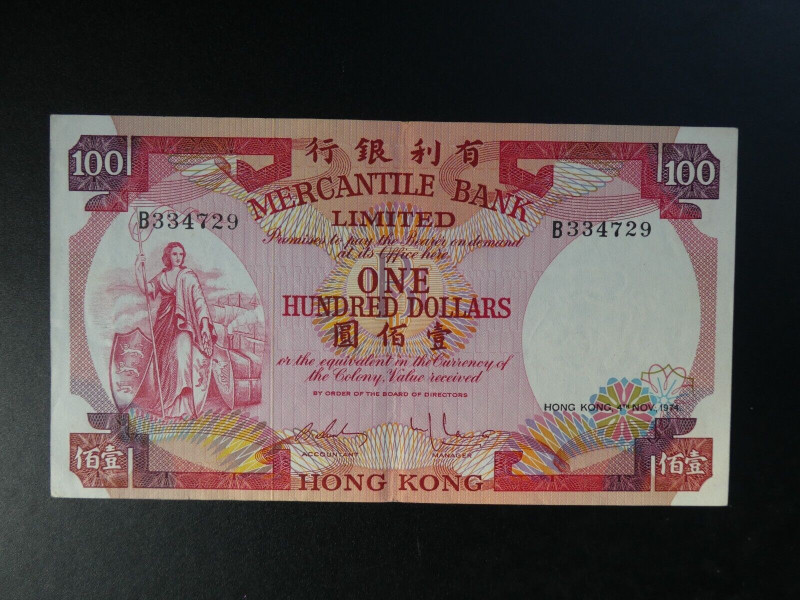 100
行銀利有
100
MERCANTILE BANK
LIMITED
B334729
B334729
Promises to pay the Bearer on demand
at its Office here
ONE
HUNDRED DOLLARS
圓佰壹
or the equivalent in the Currency of
the Colony, Value received
BY ORDER OF THE BOARD OF DIRECTORS
HONG KONG, 4TH NOV, 1974.
ACCOUNTANT
MANAGER
佰壹
HONG KONG
佰壹